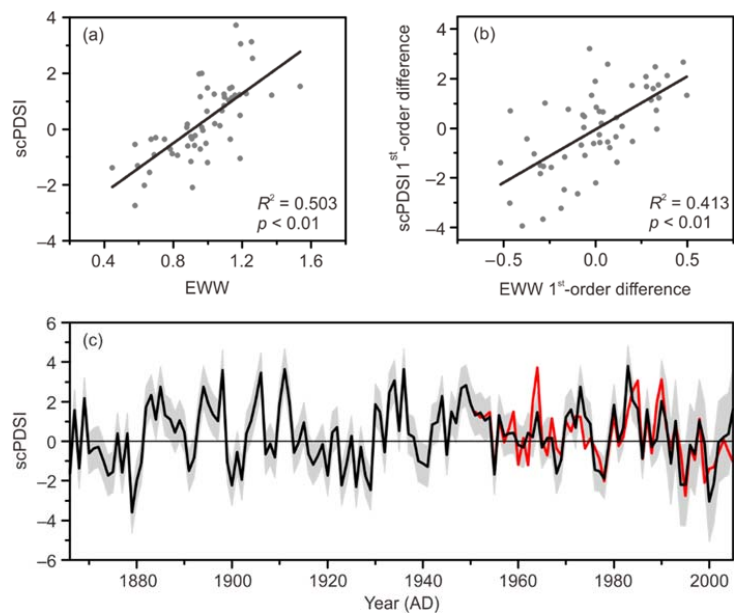 (a)
scPDSI
4
2
0
−2
−4
0.4 0.8 1.2 1.6
EWW
R² = 0.503
p < 0.01
(b)
scPDSI 1st-order difference
4
2
0
−2
−4
−0.5 0.0 0.5
EWW 1st-order difference
R² = 0.413
p < 0.01
(c)
scPDSI
6
4
2
0
−2
−4
−6
1880 1900 1920 1940 1960 1980 2000
Year (AD)